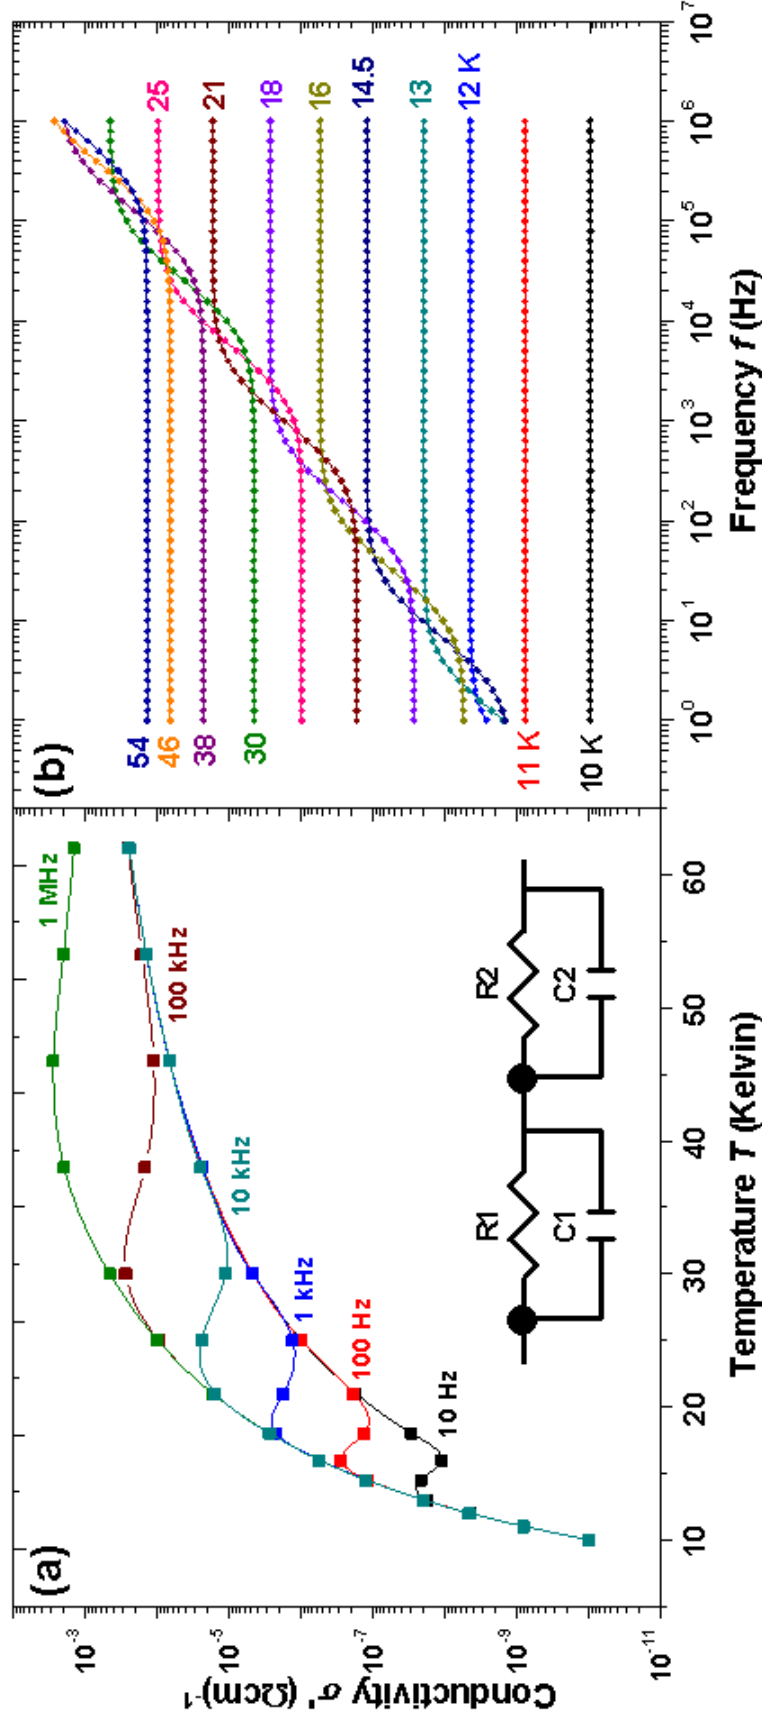 (a)
Conductivity σ' (Ωcm)⁻¹
10⁻³
10⁻⁵
10⁻⁷
10⁻⁹
10⁻¹¹
1 MHz
100 kHz
10 kHz
1 kHz
100 Hz
10 Hz
R1
R2
C1
C2
10
20
30
40
50
60
Temperature T (Kelvin)
(b)
54
46
38
30
11 K
10 K
25
21
18
16
14.5
13
12 K
10⁰
10¹
10²
10³
10⁴
10⁵
10⁶
10⁷
Frequency f (Hz)